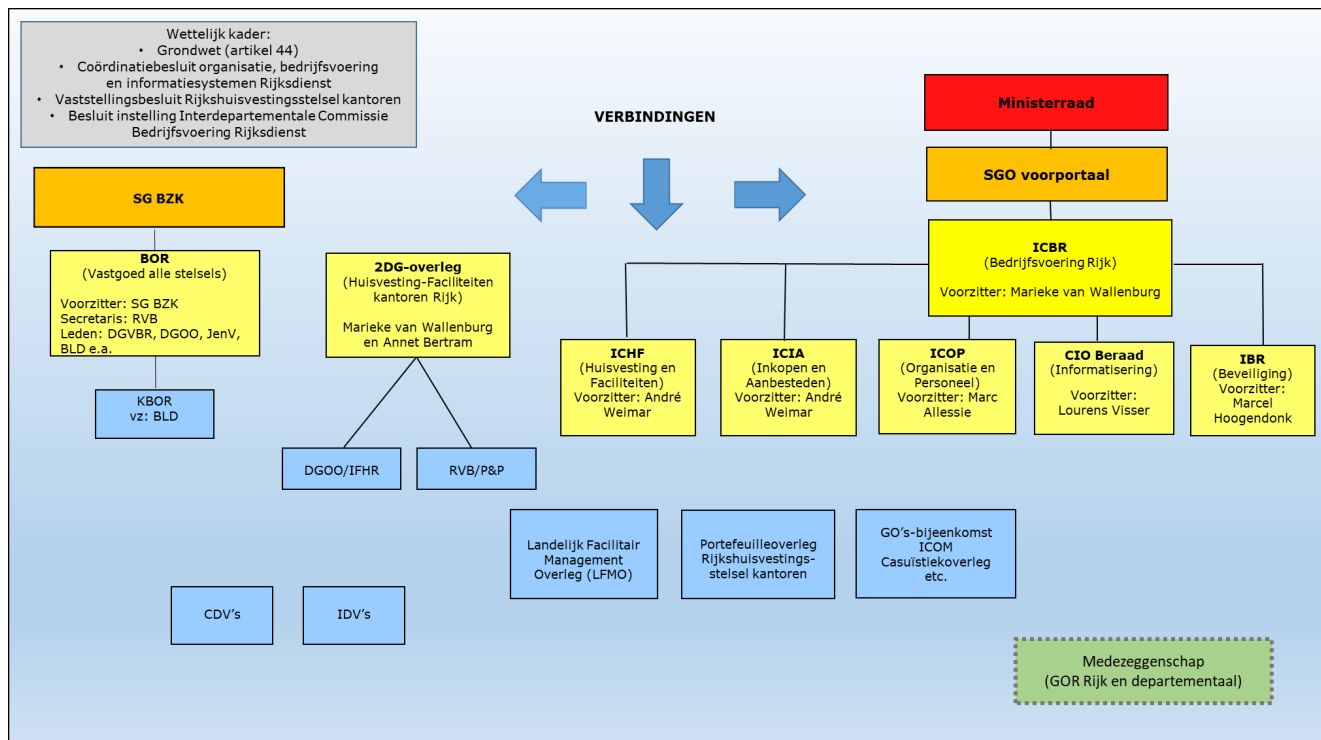 Wettelijk kader:
• Grondwet (artikel 44)
• Coördinatiebesluit organisatie, bedrijfsvoering
en informatiesystemen Rijksdienst
• Vaststellingsbesluit Rijkshuisvestingsstelsel kantoren
• Besluit instelling Interdepartementale Commissie
Bedrijfsvoering Rijksdienst
VERBINDINGEN
Ministerraad
SGO voorportaal
SG BZK
BOR
(Vastgoed alle stelsels)
Voorzitter: SG BZK
Secretaris: RVB
Leden: DGVBR, DGOO, JenV,
BLD e.a.
KBOR
vz: BLD
2DG-overleg
(Huisvesting-Faciliteiten
kantoren Rijk)
Marieke van Wallenburg
en Annet Bertram
DGOO/IFHR
RVB/P&P
ICBR
(Bedrijfsvoering Rijk)
Voorzitter: Marieke van Wallenburg
ICHF
(Huisvesting en
Faciliteiten)
Voorzitter: André
Weimar
ICIA
(Inkopen en
Aanbesteden)
Voorzitter: André
Weimar
ICOP
(Organisatie en
Personeel)
Voorzitter: Marc
Allessie
CIO Beraad
(Informatisering)
Voorzitter:
Lourens Visser
IBR
(Beveiliging)
Voorzitter:
Marcel
Hoogendonk
Landelijk Facilitair
Management
Overleg (LFMO)
Portefeuilleoverleg
Rijkshuisvestings-
stelsel kantoren
GO’s-bijeenkomst
ICOM
Casuïstiekoverleg
etc.
CDV’s
IDV’s
Medezeggenschap
(GOR Rijk en departementaal)